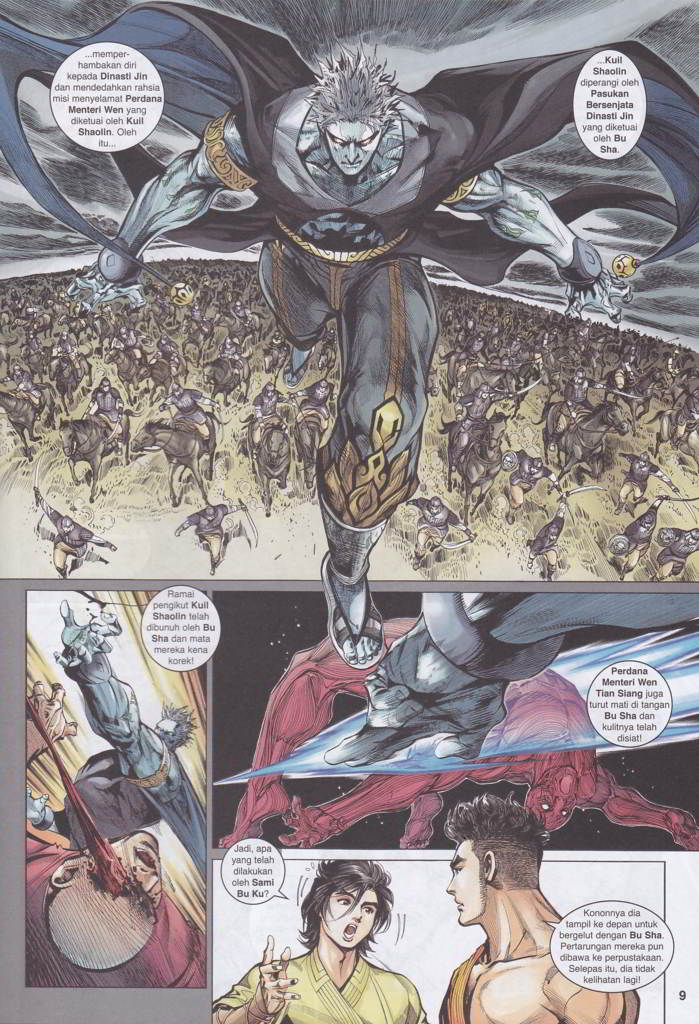 ...memper-
hambakan diri
kepada Dinasti Jin
dan mendedahkan rahsia
misi menyelamat Perdana
Menteri Wen yang
diketuai oleh Kuil
Shaolin. Oleh
itu...
...Kuil
Shaolin
diperangi oleh
Pasukan
Bersenjata
Dinasti Jin
yang diketuai
oleh Bu
Sha.
Ramai
pengikut Kuil
Shaolin telah
dibunuh oleh Bu
Sha dan mata
mereka kena
korek!
Perdana
Menteri Wen
Tian Siang juga
turut mati di tangan
Bu Sha dan
kulitnya telah
disiat!
Jadi, apa
yang telah
dilakukan
oleh Sami
Bu Ku?
Kononnya dia
tampil ke depan untuk
bergelut dengan Bu Sha.
Pertarungan mereka pun
dibawa ke perpustakaan.
Selepas itu, dia tidak
kelihatan lagi!
9